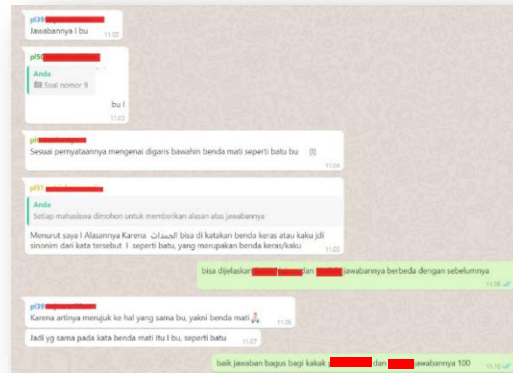 pl39
Jawabannya I bu
11:03
pl50
Anda
Soal nomor 9
bu I
11:03
Sesuai pernyataannya mengenai digaris bawahin benda mati seperti batu bu (I)
11:04
pl51
Anda
Setiap mahasiswa dimohon untuk memberikan alasan atas jawabannya
Menurut saya I Alasannya Karena bisa di katakan benda keras atau kaku jdi
sinonim dari kata tersebut I seperti batu, yang merupakan benda keras/kaku
11:05
bisa dijelaskan dan jawabannya berbeda dengan sebelumnya
pl39
Karena artinya merujuk ke hal yang sama bu, yakni benda mati🙏
11:06
Jadi yg sama pada kata benda mati itu I bu, seperti batu
11:07
baik jawaban bagus bagi kakak dan jawabannya 100
11:10